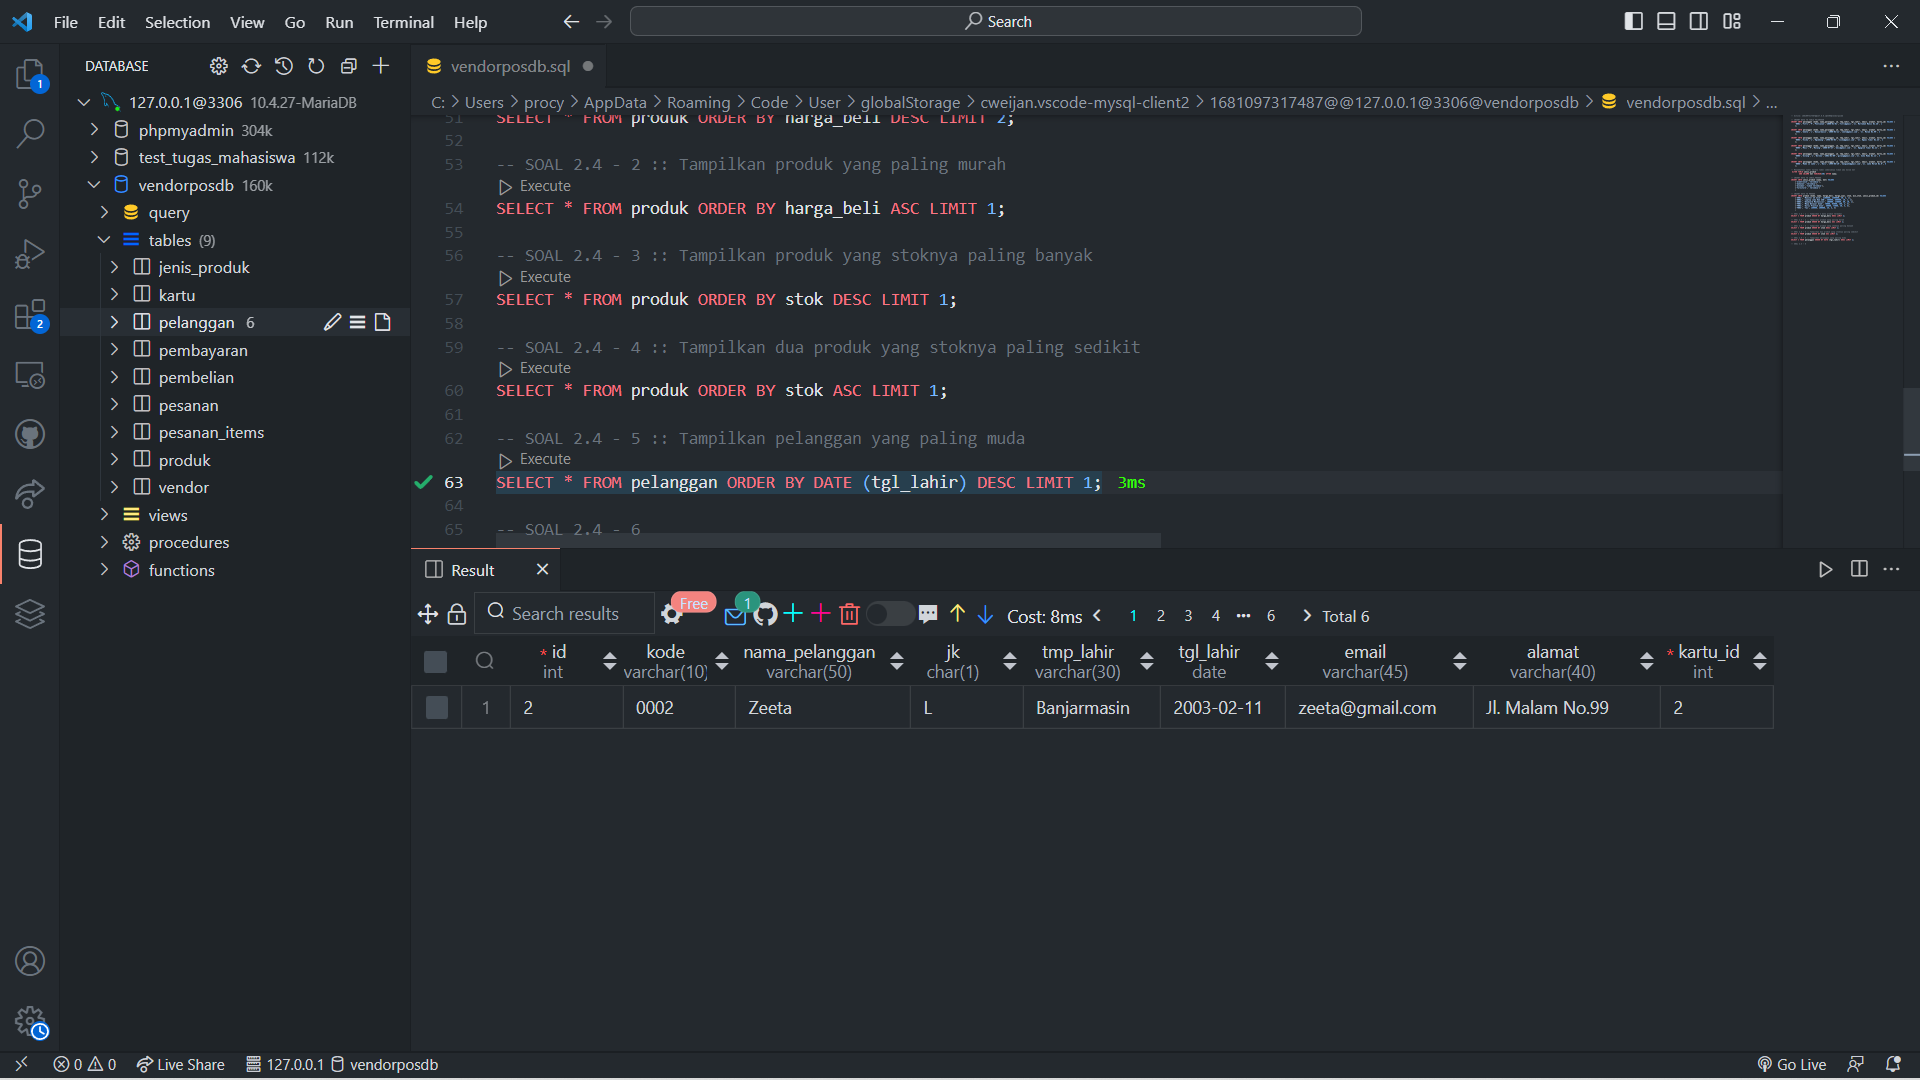 File Edit Selection View Go Run Terminal Help
Search
DATABASE
127.0.0.1@3306 10.4.27-MariaDB
phpmyadmin 304k
test_tugas_mahasiswa 112k
vendorposdb 160k
query
tables (9)
jenis_produk
kartu
pelanggan 6
pembayaran
pembelian
pesanan
pesanan_items
produk
vendor
views
procedures
functions
1
2
vendorposdb.sql
C: > Users > procy > AppData > Roaming > Code > User > globalStorage > cweijan.vscode-mysql-client2 > 1681097317487@@127.0.0.1@3306@vendorposdb > vendorposdb.sql > ...
51 SELECT * FROM produk ORDER BY harga_beli DESC LIMIT 2;
52
53 -- SOAL 2.4 - 2 :: Tampilkan produk yang paling murah
Execute
54 SELECT * FROM produk ORDER BY harga_beli ASC LIMIT 1;
55
56 -- SOAL 2.4 - 3 :: Tampilkan produk yang stoknya paling banyak
Execute
57 SELECT * FROM produk ORDER BY stok DESC LIMIT 1;
58
59 -- SOAL 2.4 - 4 :: Tampilkan dua produk yang stoknya paling sedikit
Execute
60 SELECT * FROM produk ORDER BY stok ASC LIMIT 1;
61
62 -- SOAL 2.4 - 5 :: Tampilkan pelanggan yang paling muda
Execute
63 SELECT * FROM pelanggan ORDER BY DATE (tgl_lahir) DESC LIMIT 1; 3ms
64
65 -- SOAL 2.4 - 6
Result
Search results Free 1 Cost: 8ms < 1 2 3 4 ••• 6 > Total 6
* id kode nama_pelanggan jk tmp_lahir tgl_lahir email alamat * kartu_id
int varchar(10) varchar(50) char(1) varchar(30) date varchar(45) varchar(40) int
1 2 0002 Zeeta L Banjarmasin 2003-02-11 zeeta@gmail.com Jl. Malam No.99 2
0 0 Live Share 127.0.0.1 vendorposdb Go Live